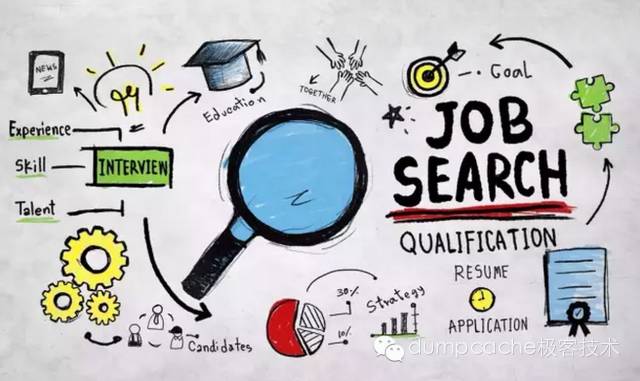 NEWS
Experience
Skill
Talent
INTERVIEW
Education
TOGETHER
GOAL
JOB
SEARCH
QUALIFICATION
RESUME
APPLICATION
Candidates
30%
10%
Strategy
dumpcache极客技术